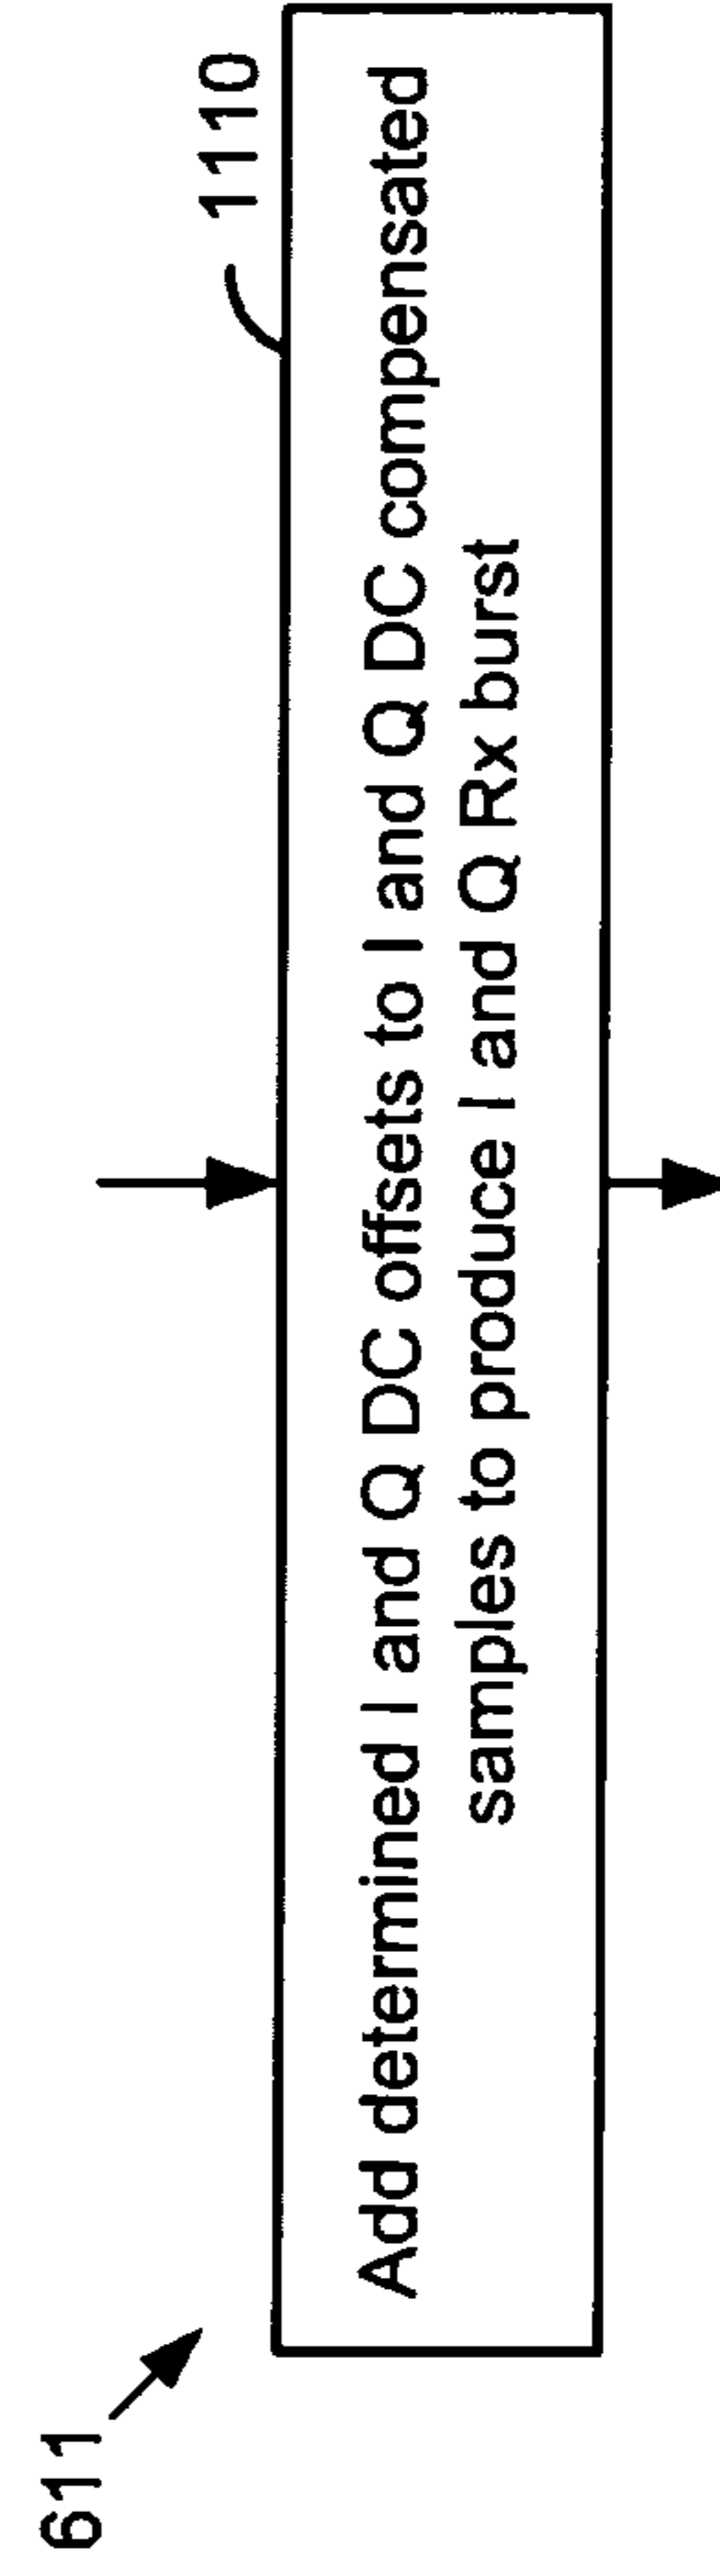 611
1110
Add determined I and Q DC offsets to I and Q DC compensated
samples to produce I and Q Rx burst